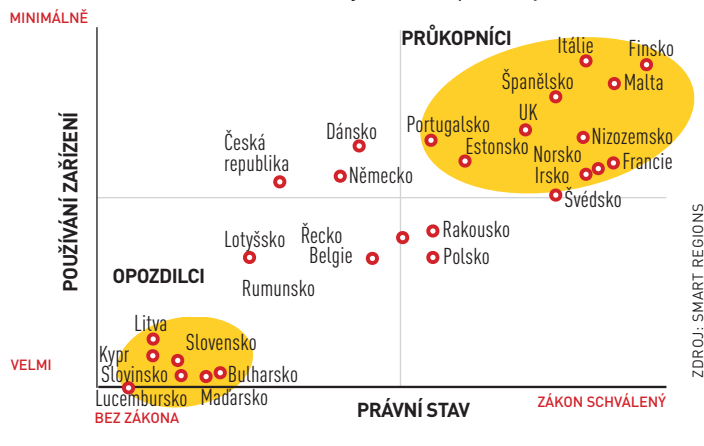 MINIMÁLNĚ
PRŮKOPNÍCI
Itálie
Finsko
Španělsko
Malta
UK
Dánsko
Portugalsko
Česká
republika
Estonsko
Nizozemsko
Norsko
Francie
Německo
Irsko
Švédsko
POUŽÍVÁNÍ ZAŘÍZENÍ
Lotyšsko
Řecko
Rakousko
Belgie
Polsko
OPOZDILCI
Rumunsko
Litva
Slovensko
Kypr
VELMI
Slovinsko
Bulharsko
Lucembursko
Maďarsko
BEZ ZÁKONA
PRÁVNÍ STAV
ZÁKON SCHVÁLENÝ
ZDROJ: SMART REGIONS